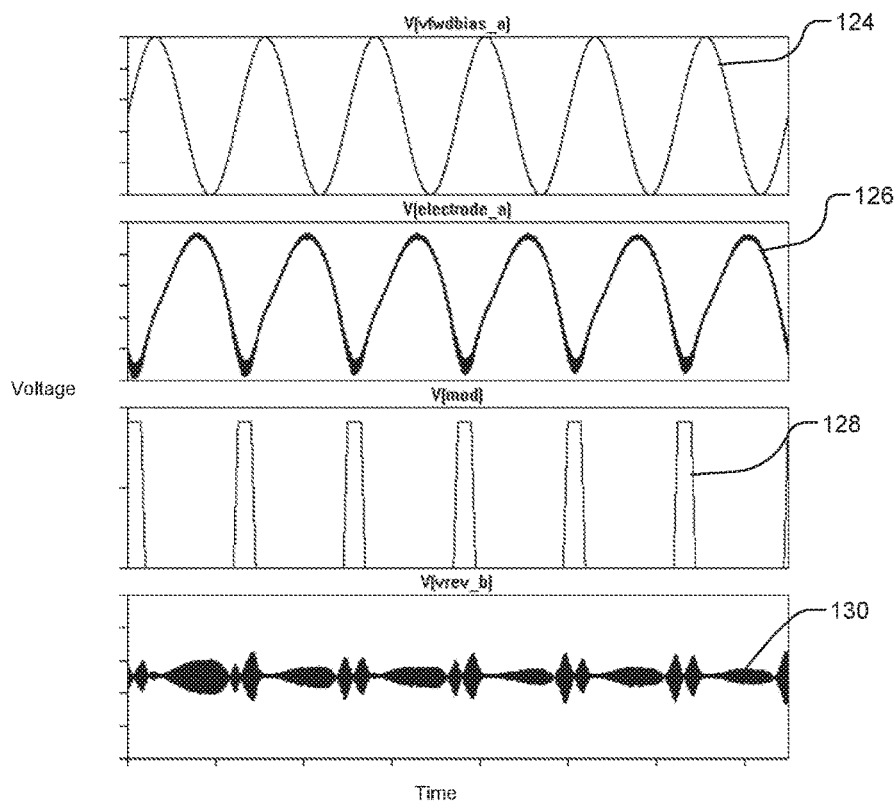 V[vfwdbias_a]
124
V[electrode_a]
126
Voltage
V[mod]
128
V[vrev_b]
130
Time